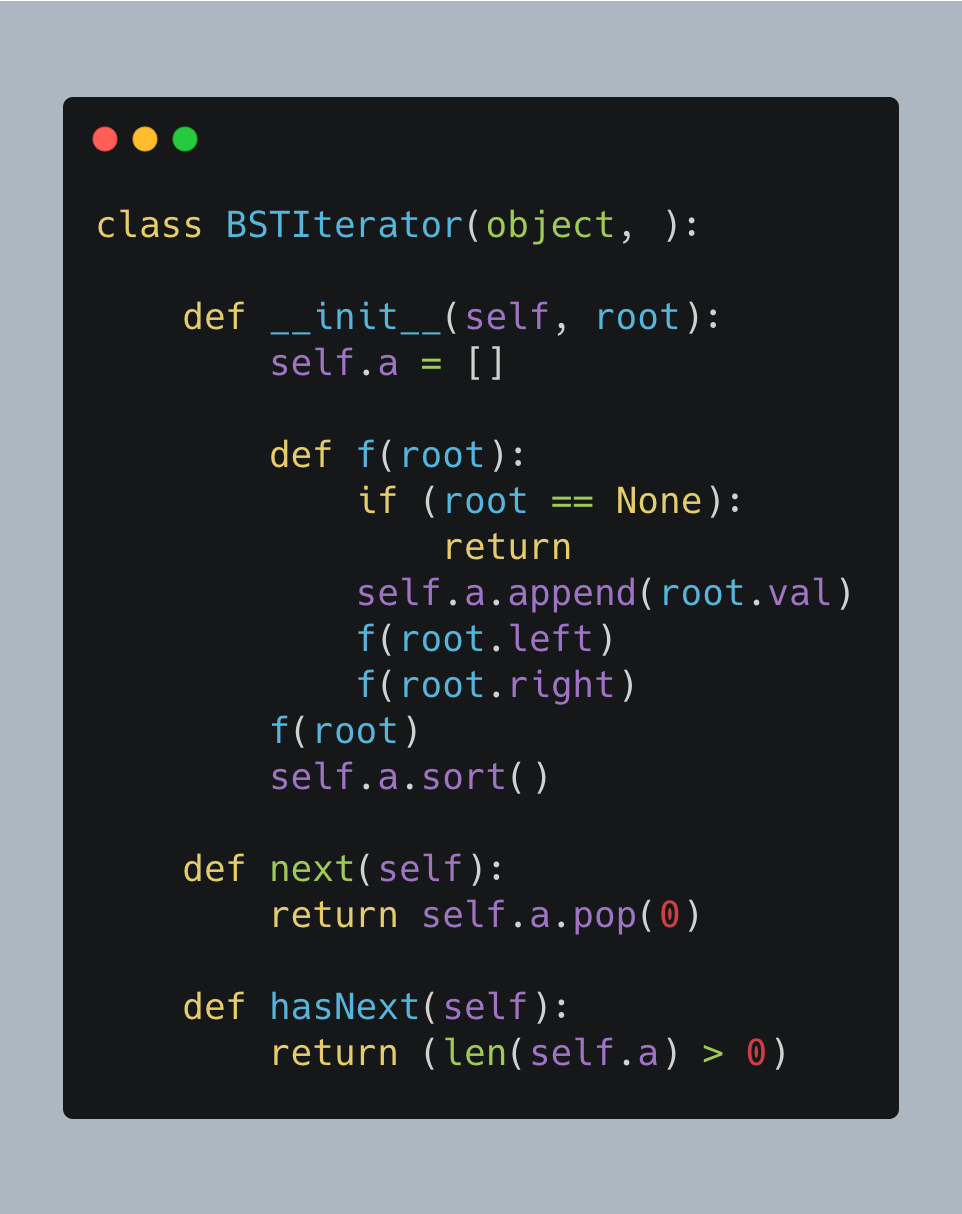 class BSTIterator(object, ):
    def __init__(self, root):
        self.a = []
        def f(root):
            if (root == None):
                return
            self.a.append(root.val)
            f(root.left)
            f(root.right)
        f(root)
        self.a.sort()
    def next(self):
        return self.a.pop(0)
    def hasNext(self):
        return (len(self.a) > 0)